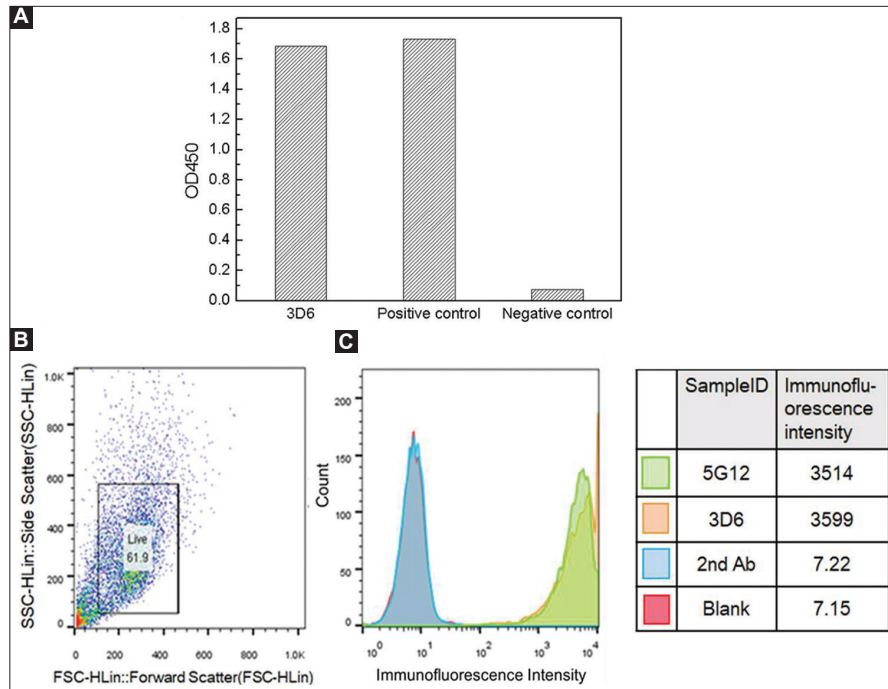 A
1.8
1.6
1.4
1.2
1.0
0.8
0.6
0.4
0.2
0.0
OD450
3D6 Positive control Negative control
B
SSC-HLin::Side Scatter(SSC-HLin)
1.0K
800
600
400
200
0
Live
61.9
0 200 400 600 800 1.0K
FSC-HLin::Forward Scatter(FSC-HLin)
C
Count
200
150
100
50
0
10^0 10^1 10^2 10^3 10^4
Immunofluorescence Intensity
SampleID Immunoflu-
orescence
intensity
5G12 3514
3D6 3599
2nd Ab 7.22
Blank 7.15